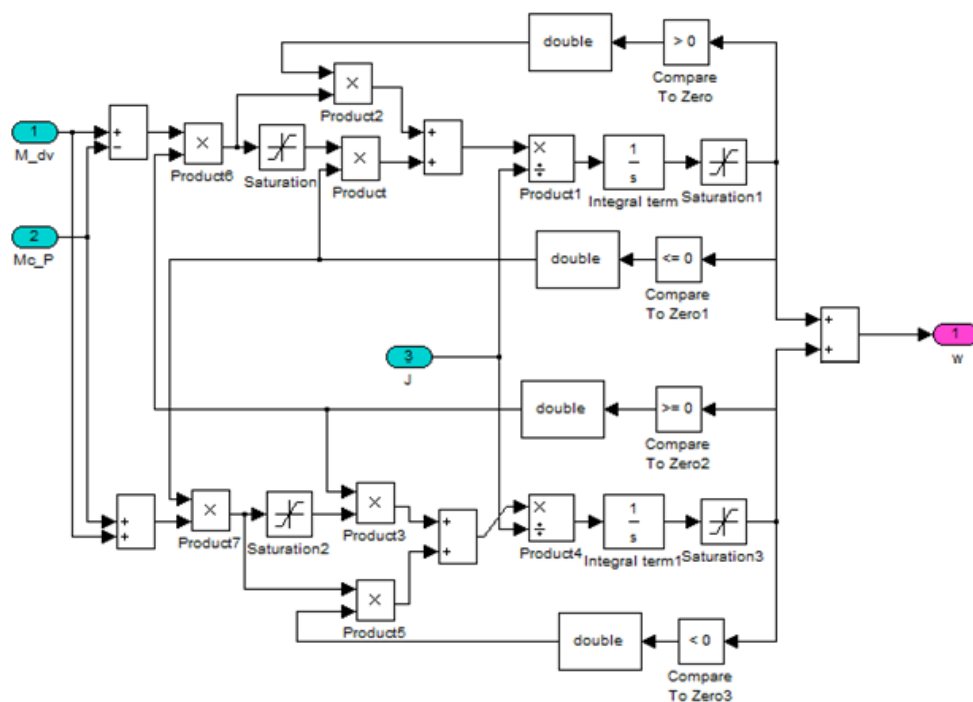 double
> 0
Compare
To Zero
×
Product2
1
M_dv
+
−
×
Product6
Saturation
×
Product
+
+
×
÷
Product1
1
s
Integral term
Saturation1
2
Mc_P
double
<= 0
Compare
To Zero1
3
J
+
+
1
w
double
>= 0
Compare
To Zero2
+
+
×
Product7
Saturation2
×
Product3
+
+
×
÷
Product4
1
s
Integral term1
Saturation3
×
Product5
double
< 0
Compare
To Zero3